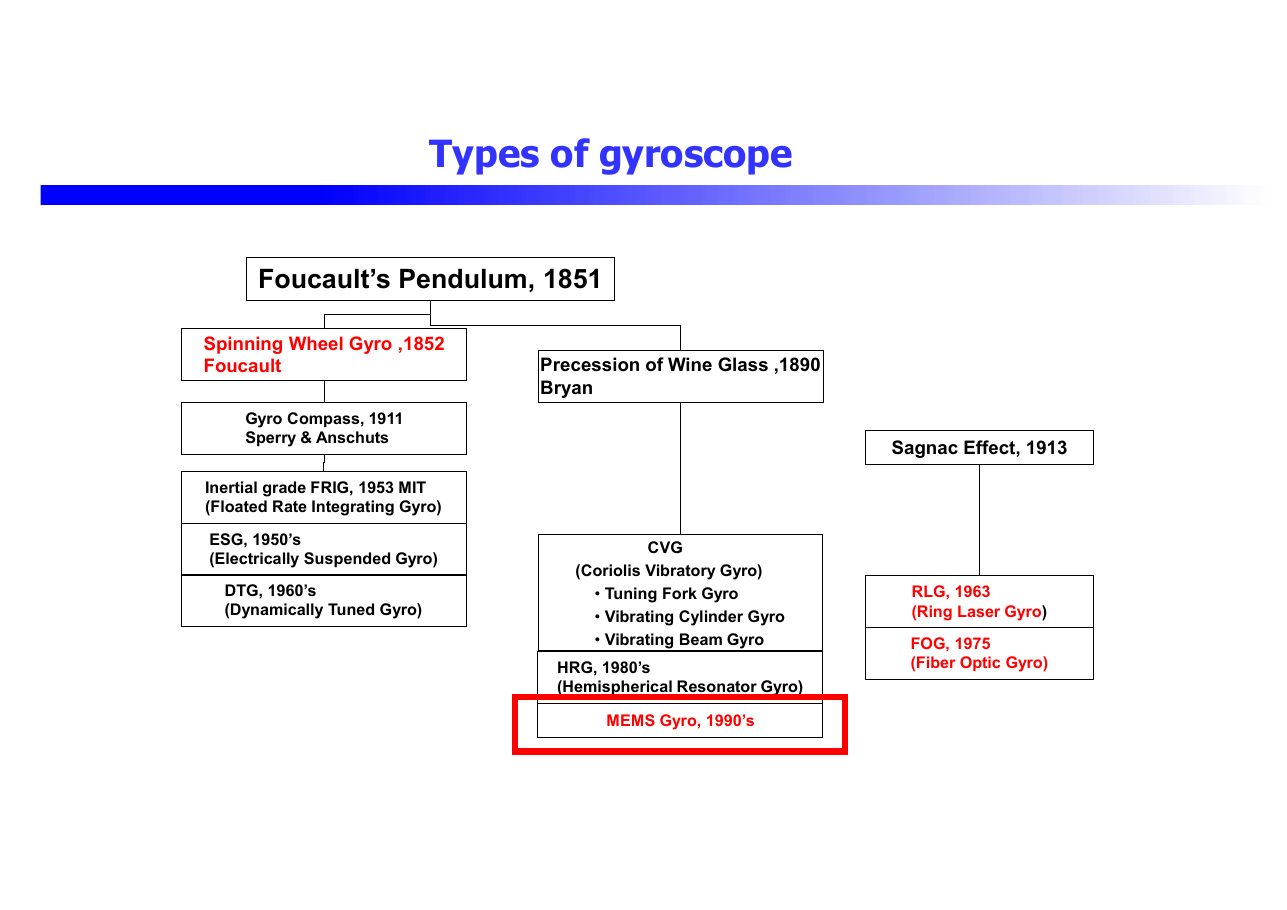 Types of gyroscope
Foucault’s Pendulum, 1851
Spinning Wheel Gyro ,1852
Foucault
Gyro Compass, 1911
Sperry & Anschuts
Inertial grade FRIG, 1953 MIT
(Floated Rate Integrating Gyro)
ESG, 1950’s
(Electrically Suspended Gyro)
DTG, 1960’s
(Dynamically Tuned Gyro)
Precession of Wine Glass ,1890
Bryan
CVG
(Coriolis Vibratory Gyro)
• Tuning Fork Gyro
• Vibrating Cylinder Gyro
• Vibrating Beam Gyro
HRG, 1980’s
(Hemispherical Resonator Gyro)
MEMS Gyro, 1990’s
Sagnac Effect, 1913
RLG, 1963
(Ring Laser Gyro)
FOG, 1975
(Fiber Optic Gyro)